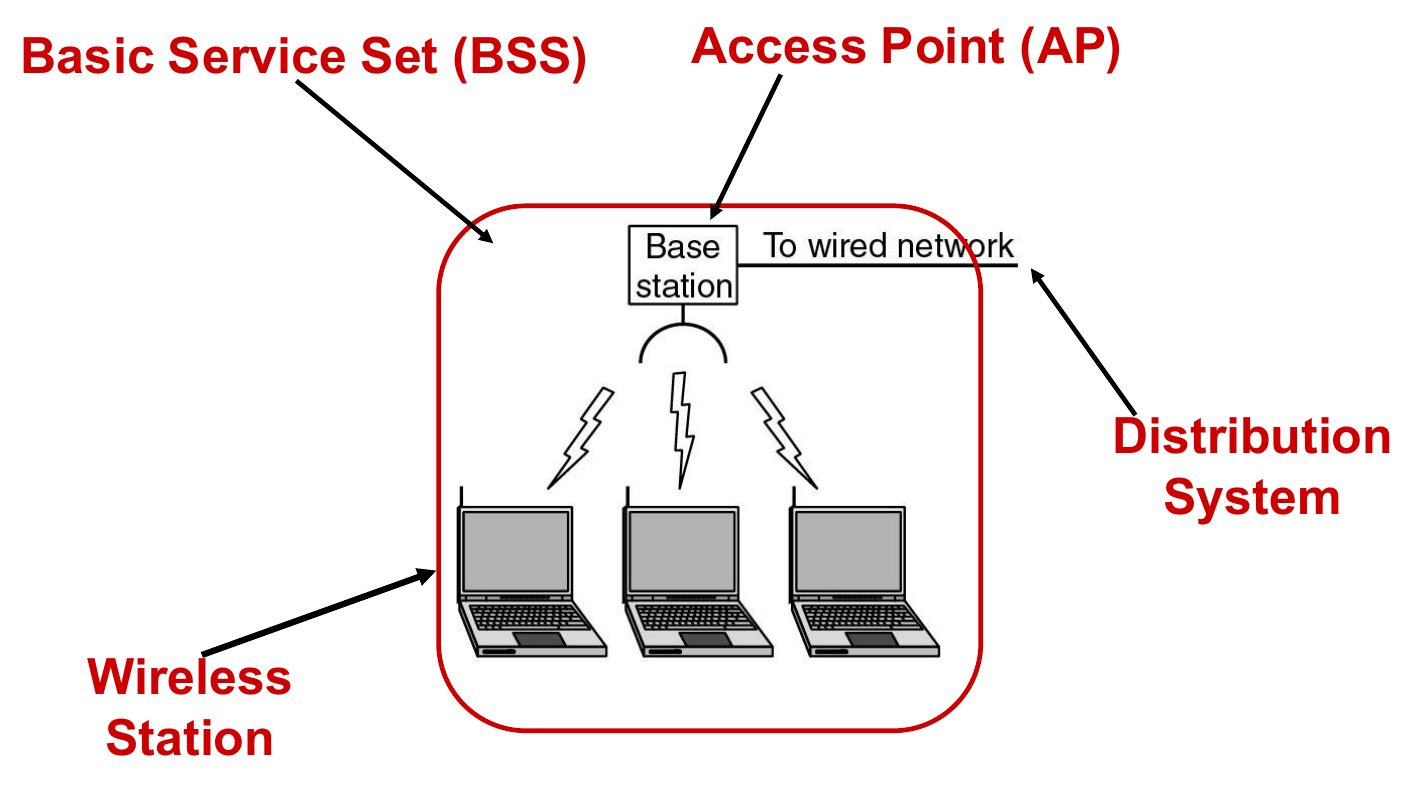 Basic Service Set (BSS)
Access Point (AP)
Base
station
To wired network
Distribution
System
Wireless
Station